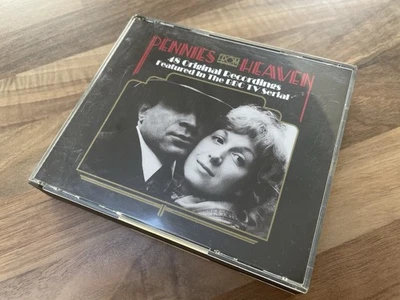 PENNIES FROM HEAVEN
48 Original Recordings
Featured In The BBC TV Serial